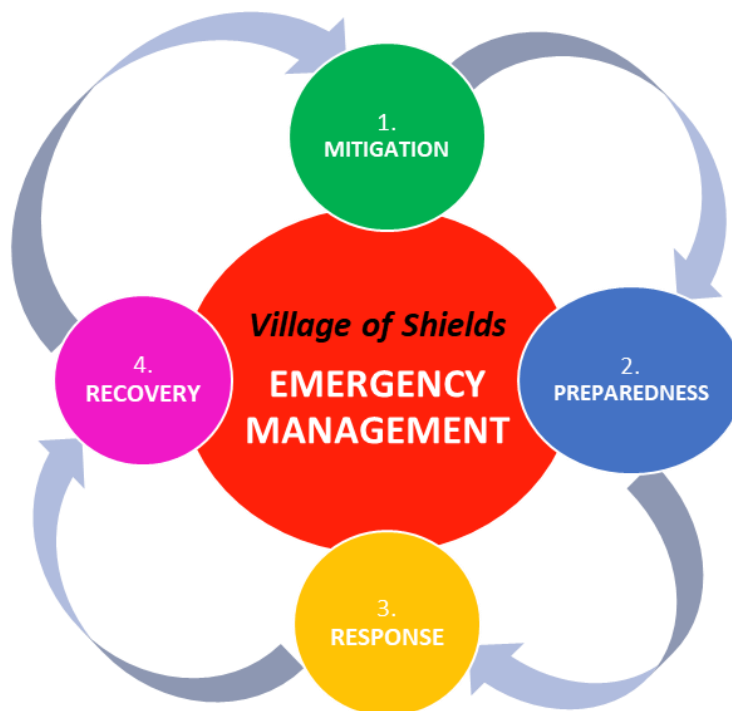 1.
MITIGATION
Village of Shields
EMERGENCY
MANAGEMENT
2.
PREPAREDNESS
3.
RESPONSE
4.
RECOVERY